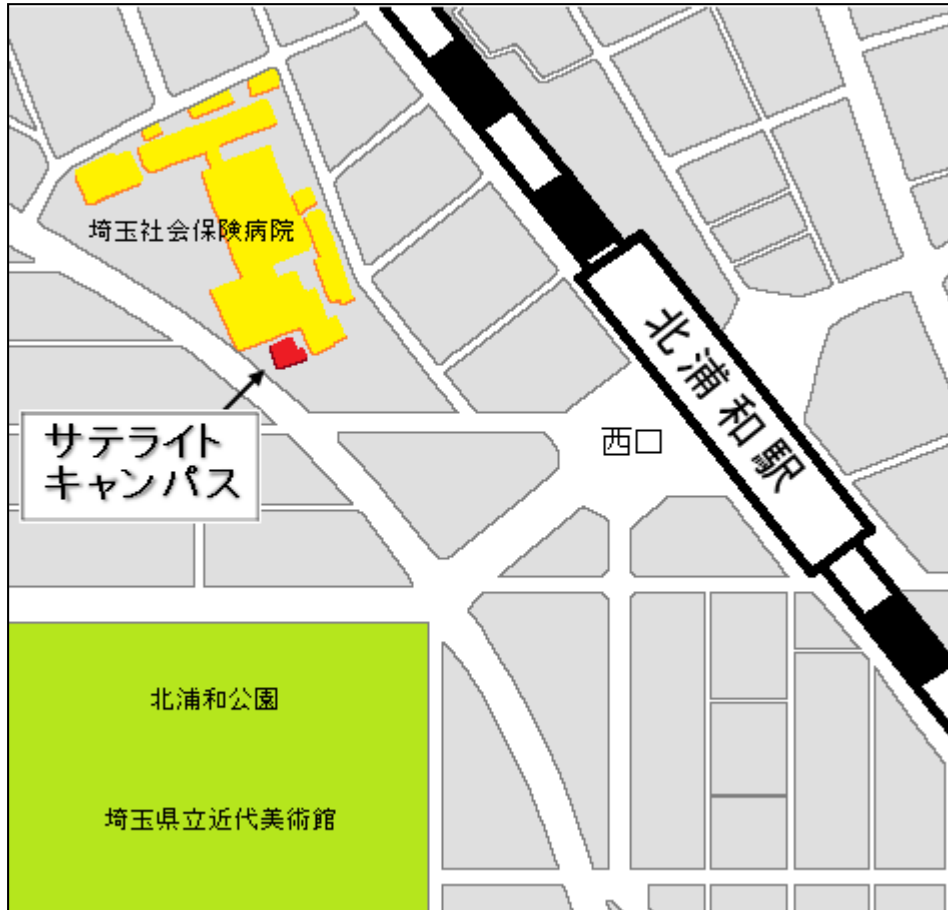 埼玉社会保険病院
北浦和駅
サテライト
キャンパス
西口
北浦和公園
埼玉県立近代美術館